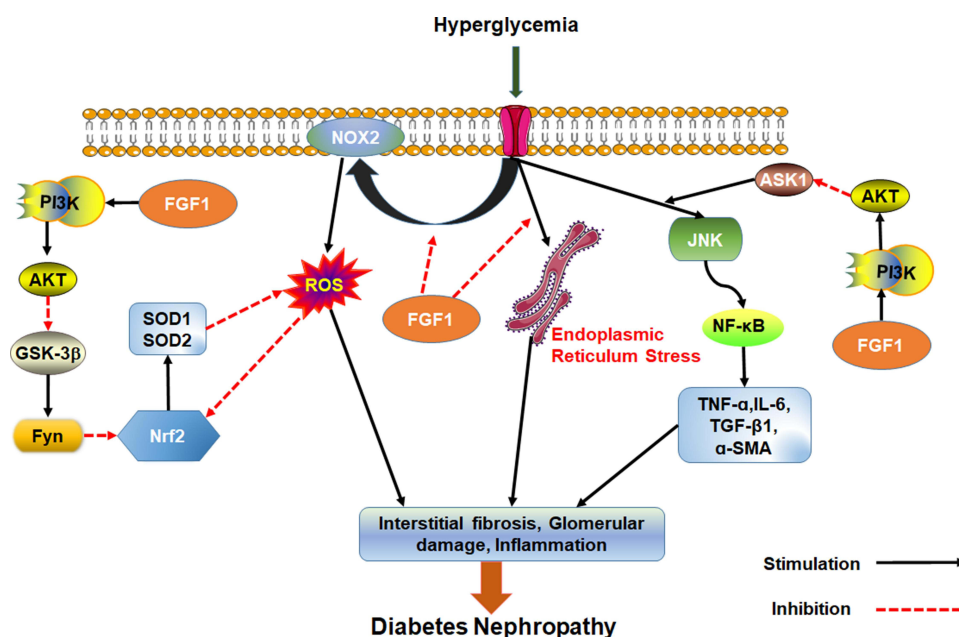 Hyperglycemia
NOX2
ASK1
PI3K
FGF1
AKT
JNK
AKT
ROS
PI3K
SOD1
SOD2
FGF1
NF-κB
Endoplasmic
Reticulum Stress
GSK-3β
FGF1
TNF-α,IL-6,
TGF-β1,
α-SMA
Fyn
Nrf2
Interstitial fibrosis, Glomerular
damage, Inflammation
Stimulation
Inhibition
Diabetes Nephropathy